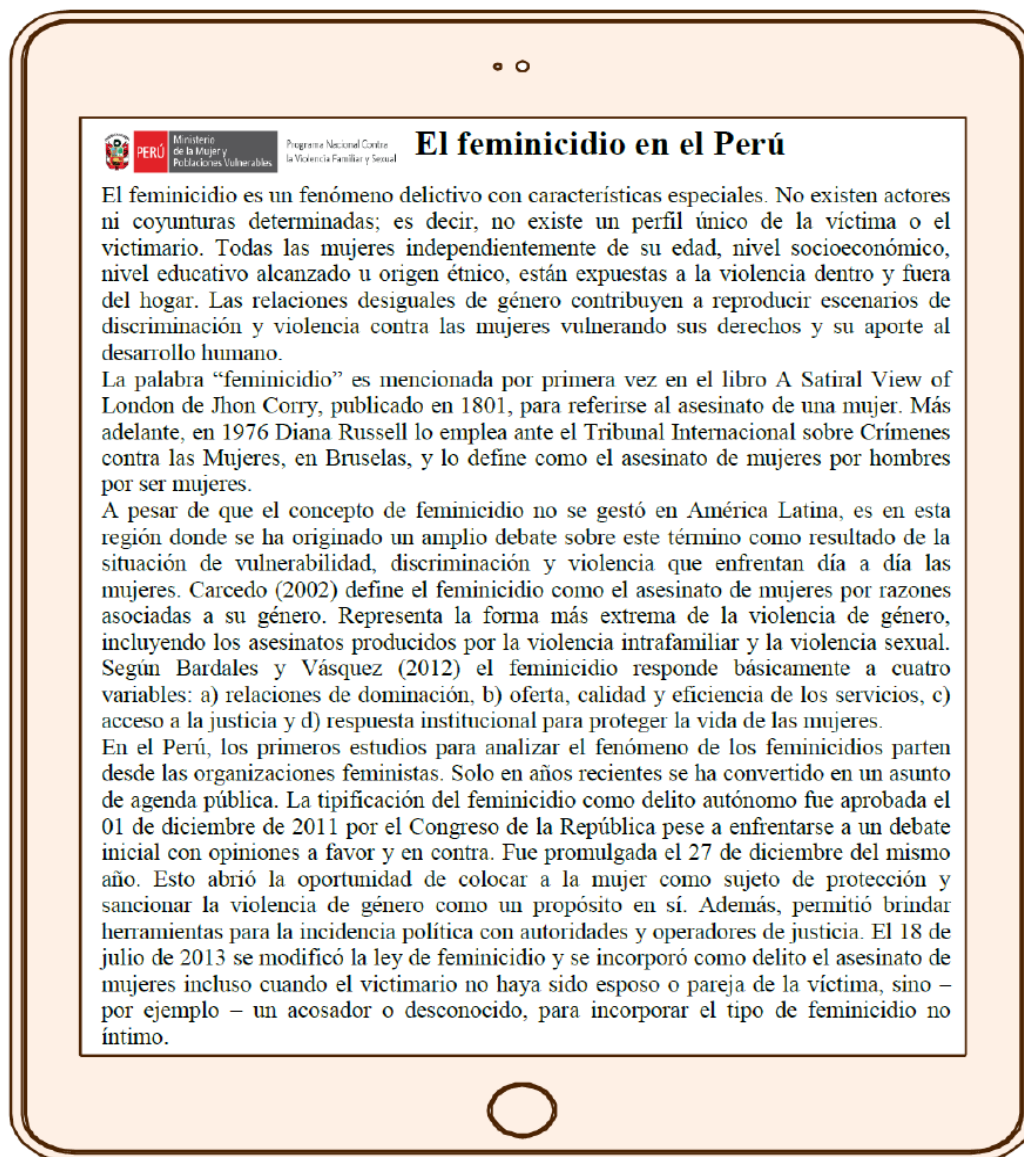 PERÚ
Ministerio
de la Mujer y
Poblaciones Vulnerables
Programa Nacional Contra
la Violencia Familiar y Sexual
El feminicidio en el Perú
El feminicidio es un fenómeno delictivo con características especiales. No existen actores
ni coyunturas determinadas; es decir, no existe un perfil único de la víctima o el
victimario. Todas las mujeres independientemente de su edad, nivel socioeconómico,
nivel educativo alcanzado u origen étnico, están expuestas a la violencia dentro y fuera
del hogar. Las relaciones desiguales de género contribuyen a reproducir escenarios de
discriminación y violencia contra las mujeres vulnerando sus derechos y su aporte al
desarrollo humano.
La palabra “feminicidio” es mencionada por primera vez en el libro A Satiral View of
London de Jhon Corry, publicado en 1801, para referirse al asesinato de una mujer. Más
adelante, en 1976 Diana Russell lo emplea ante el Tribunal Internacional sobre Crímenes
contra las Mujeres, en Bruselas, y lo define como el asesinato de mujeres por hombres
por ser mujeres.
A pesar de que el concepto de feminicidio no se gestó en América Latina, es en esta
región donde se ha originado un amplio debate sobre este término como resultado de la
situación de vulnerabilidad, discriminación y violencia que enfrentan día a día las
mujeres. Carcedo (2002) define el feminicidio como el asesinato de mujeres por razones
asociadas a su género. Representa la forma más extrema de la violencia de género,
incluyendo los asesinatos producidos por la violencia intrafamiliar y la violencia sexual.
Según Bardales y Vásquez (2012) el feminicidio responde básicamente a cuatro
variables: a) relaciones de dominación, b) oferta, calidad y eficiencia de los servicios, c)
acceso a la justicia y d) respuesta institucional para proteger la vida de las mujeres.
En el Perú, los primeros estudios para analizar el fenómeno de los feminicidios parten
desde las organizaciones feministas. Solo en años recientes se ha convertido en un asunto
de agenda pública. La tipificación del feminicidio como delito autónomo fue aprobada el
01 de diciembre de 2011 por el Congreso de la República pese a enfrentarse a un debate
inicial con opiniones a favor y en contra. Fue promulgada el 27 de diciembre del mismo
año. Esto abrió la oportunidad de colocar a la mujer como sujeto de protección y
sancionar la violencia de género como un propósito en sí. Además, permitió brindar
herramientas para la incidencia política con autoridades y operadores de justicia. El 18 de
julio de 2013 se modificó la ley de feminicidio y se incorporó como delito el asesinato de
mujeres incluso cuando el victimario no haya sido esposo o pareja de la víctima, sino –
por ejemplo – un acosador o desconocido, para incorporar el tipo de feminicidio no
íntimo.